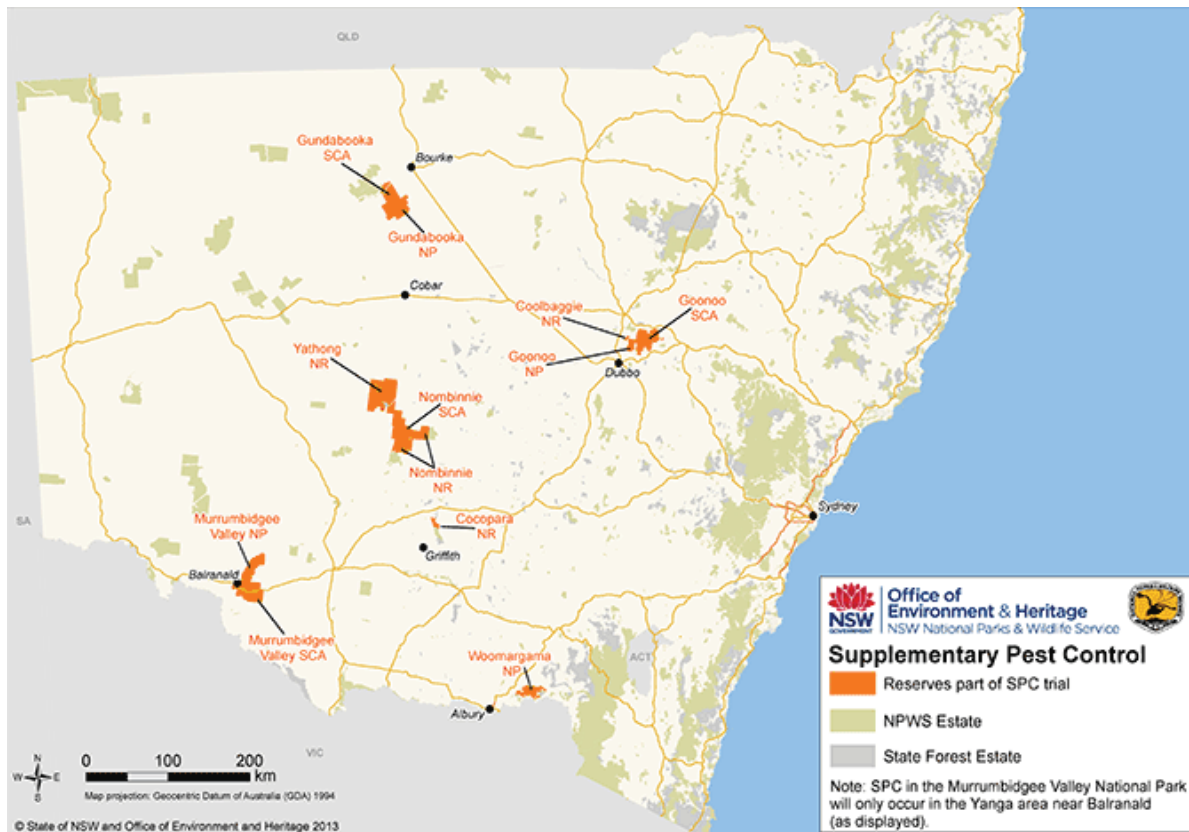 QLD
Gundabooka
SCA
Bourke
Gundabooka
NP
Cobar
Coolbaggie
NR
Goonoo
SCA
Goonoo
NP
Dubbo
Yathong
NR
Nombinnie
SCA
Nombinnie
NR
Sydney
SA
Murrumbidgee
Valley NP
Cocopara
NR
Griffith
Balranald
Murrumbidgee
Valley SCA
Woomargama
NP
ACT
Albury
VIC
N
W E
S
0 100 200
km
Map projection: Geocentric Datum of Australia (GDA) 1994
© State of NSW and Office of Environment and Heritage 2013
NSW
GOVERNMENT
Office of
Environment & Heritage
NSW National Parks & Wildlife Service
Supplementary Pest Control
Reserves part of SPC trial
NPWS Estate
State Forest Estate
Note: SPC in the Murrumbidgee Valley National Park
will only occur in the Yanga area near Balranald
(as displayed).